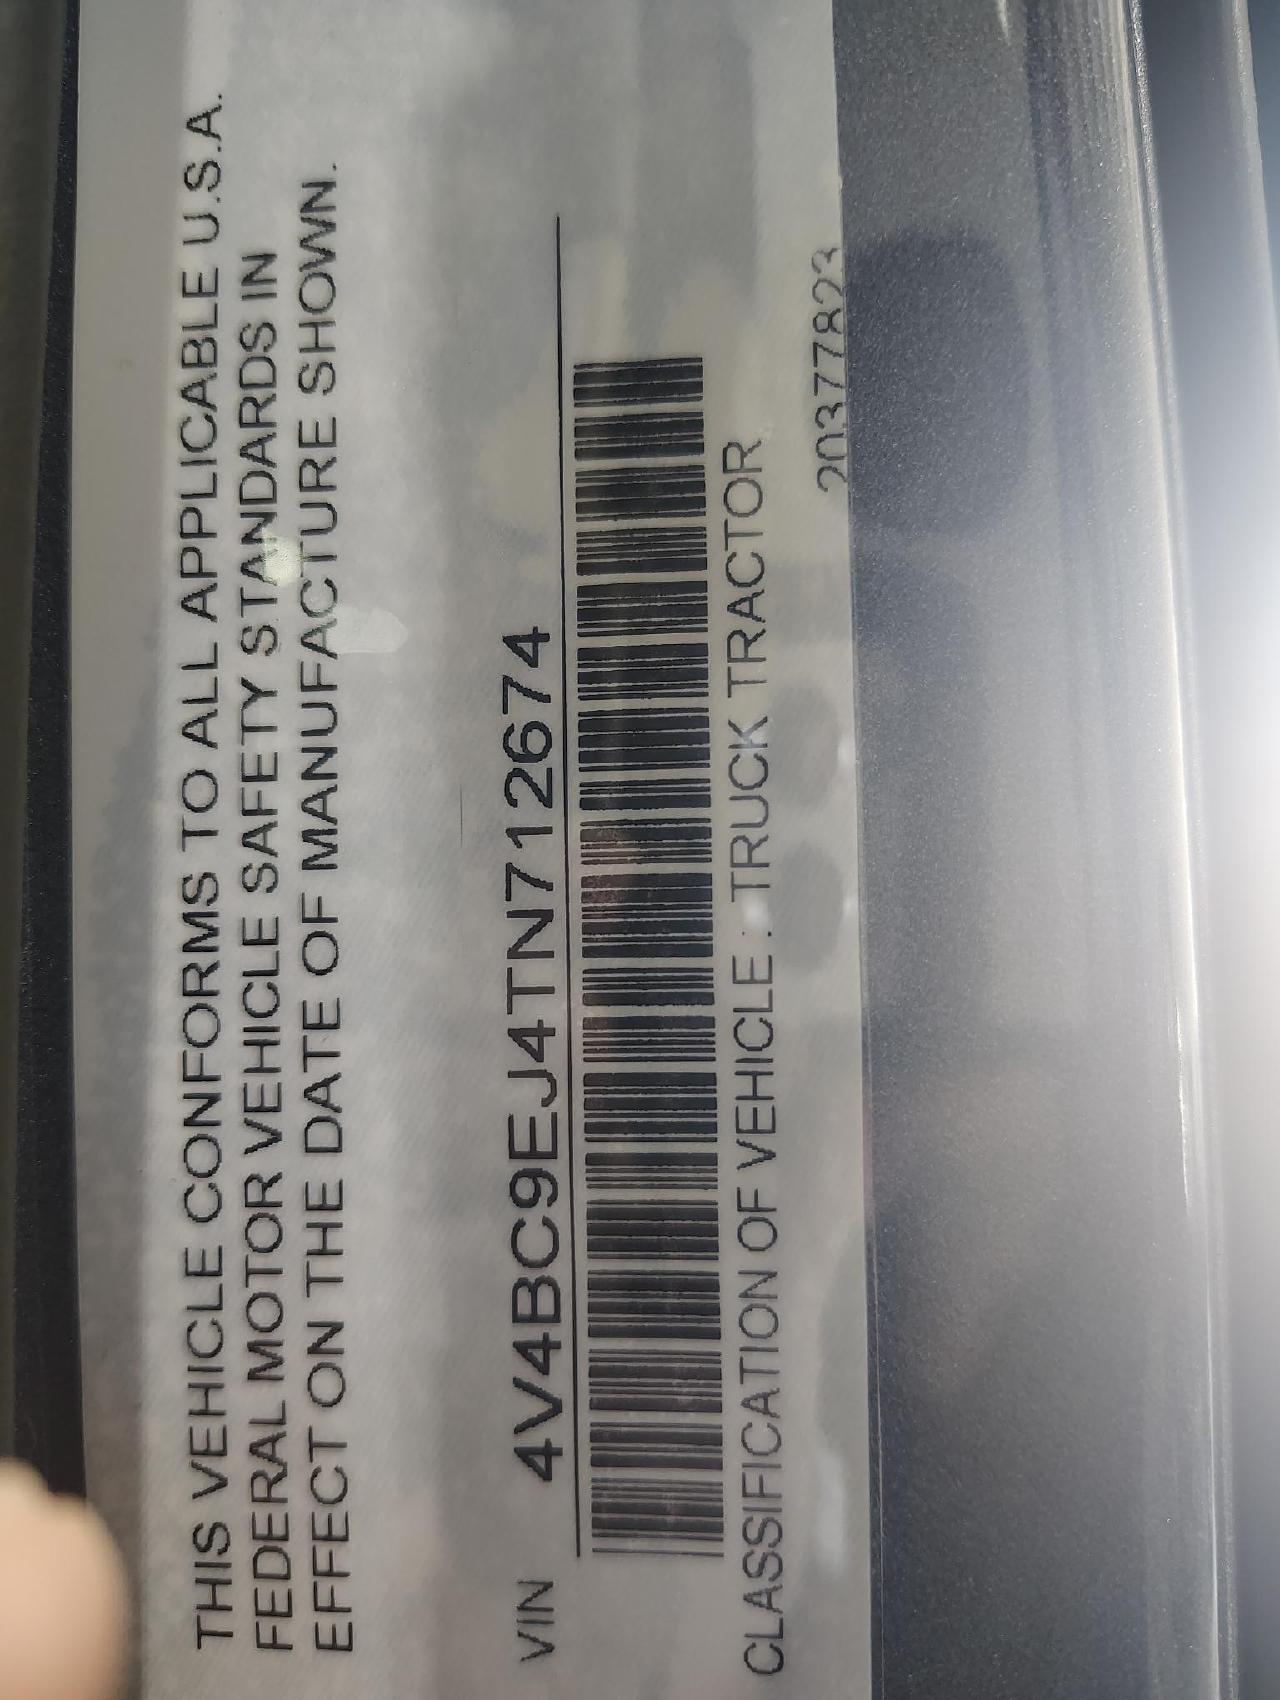 THIS VEHICLE CONFORMS TO ALL APPLICABLE U.S.A.
FEDERAL MOTOR VEHICLE SAFETY STANDARDS IN
EFFECT ON THE DATE OF MANUFACTURE SHOWN.
VIN 4V4BC9EJ4TN712674
CLASSIFICATION OF VEHICLE : TRUCK TRACTOR
20377823